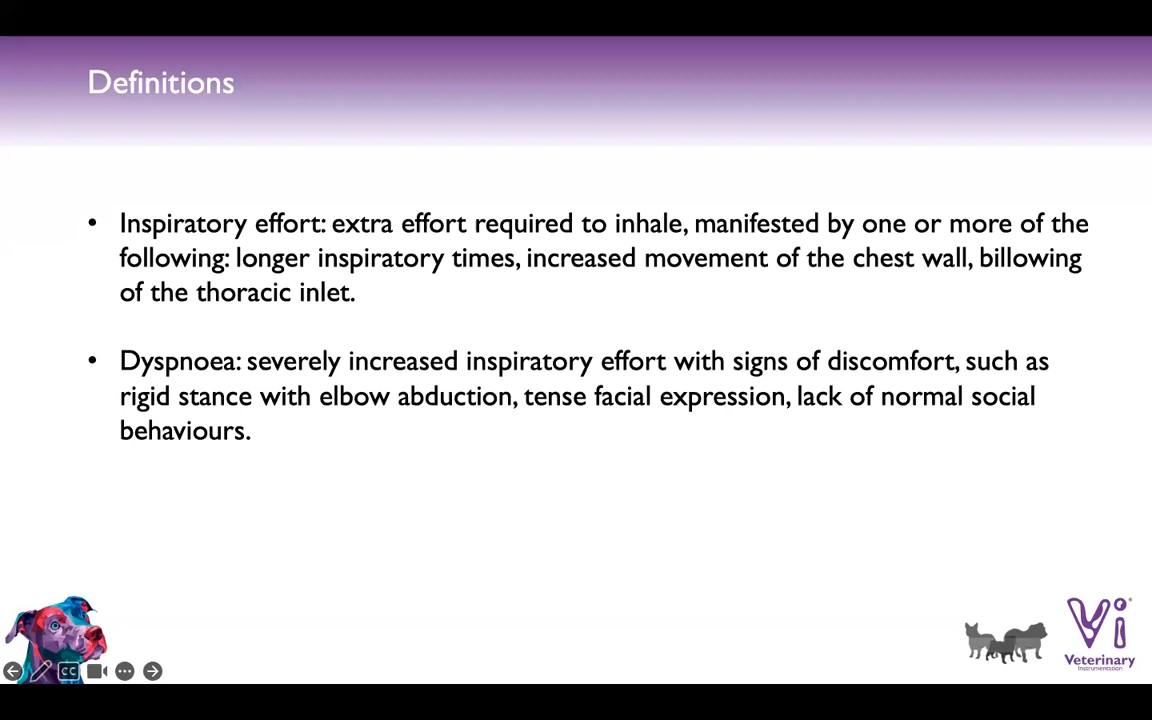 Definitions
• Inspiratory effort: extra effort required to inhale, manifested by one or more of the
following: longer inspiratory times, increased movement of the chest wall, billowing
of the thoracic inlet.
• Dyspnoea: severely increased inspiratory effort with signs of discomfort, such as
rigid stance with elbow abduction, tense facial expression, lack of normal social
behaviours.
CC
Vi
Veterinary
Instrumentation